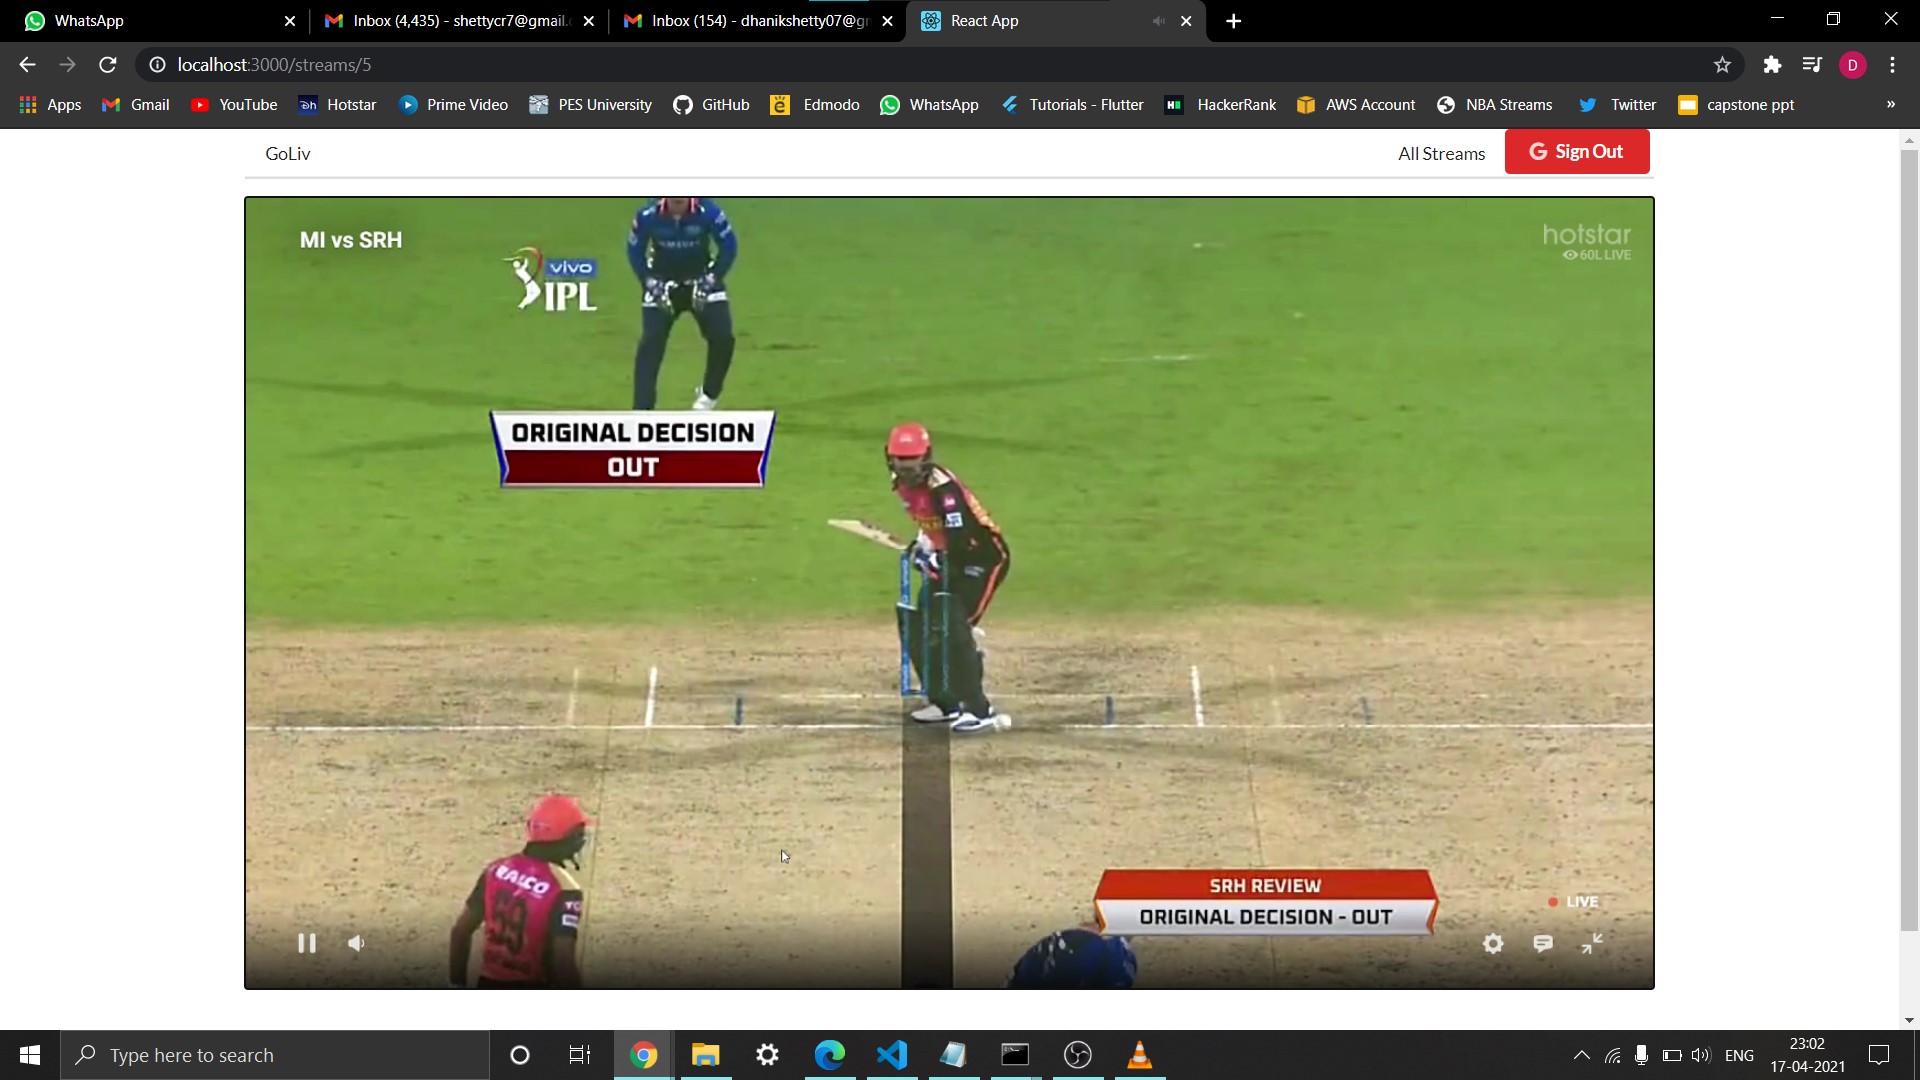 WhatsApp
Inbox (4,435) - shettycr7@gmail.
Inbox (154) - dhanikshetty07@gm
React App
localhost:3000/streams/5
D
Apps
Gmail
YouTube
Hotstar
Prime Video
PES University
GitHub
Edmodo
WhatsApp
Tutorials - Flutter
HackerRank
AWS Account
NBA Streams
Twitter
capstone ppt
»
GoLiv
All Streams
G Sign Out
MI vs SRH
vivo
IPL
hotstar
60L LIVE
ORIGINAL DECISION
OUT
RALCO
59
SRH REVIEW
ORIGINAL DECISION - OUT
LIVE
Type here to search
ENG
23:02
17-04-2021